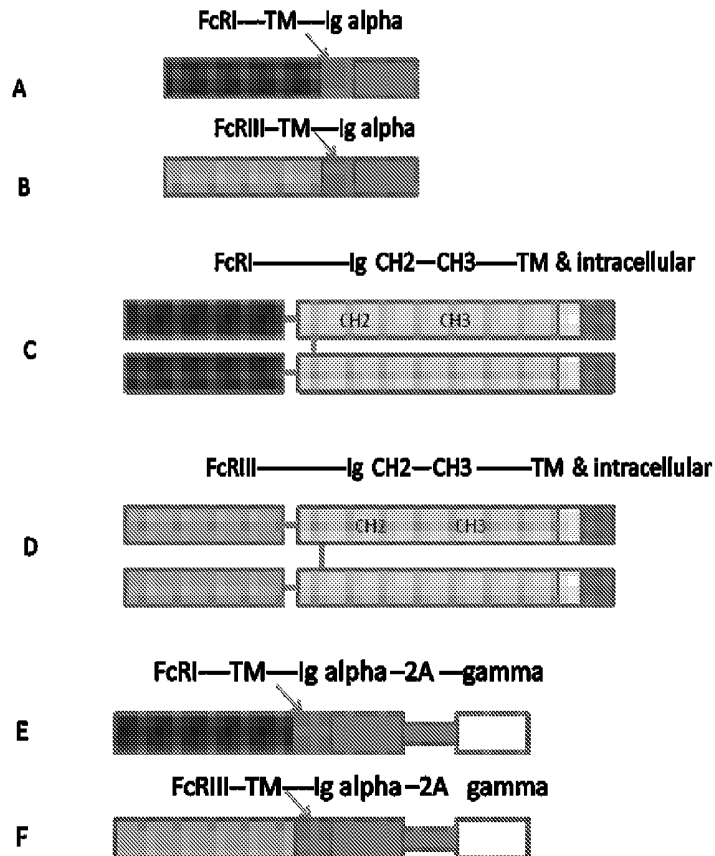 FcRI—TM—Ig alpha
A
FcRIII–TM—Ig alpha
B
FcRI————Ig CH2—CH3——TM & intracellular
CH2 CH3
C
FcRIII————Ig CH2—CH3——TM & intracellular
CH2 CH3
D
FcRI—TM—Ig alpha–2A—gamma
E
FcRIII–TM—Ig alpha–2A gamma
F